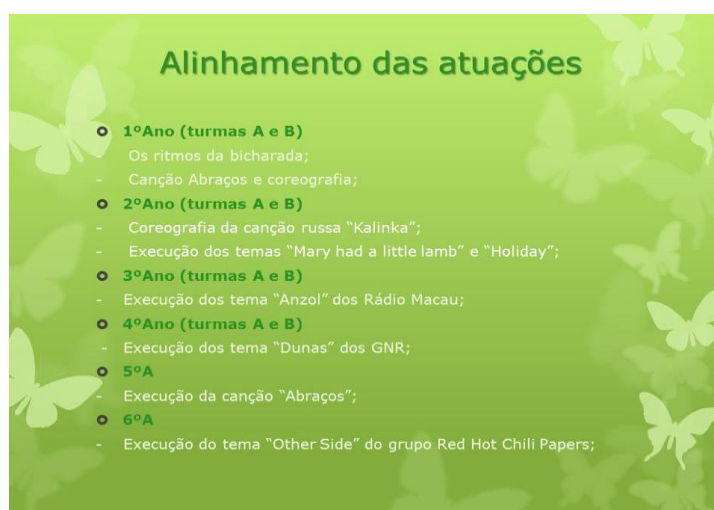 Alinhamento das atuações
1ºAno (turmas A e B)
- Os ritmos da bicharada;
- Canção Abraços e coreografia;
2ºAno (turmas A e B)
- Coreografia da canção russa “Kalinka”;
- Execução dos temas “Mary had a little lamb” e “Holiday”;
3ºAno (turmas A e B)
- Execução dos tema “Anzol” dos Rádio Macau;
4ºAno (turmas A e B)
- Execução dos tema “Dunas” dos GNR;
5ºA
- Execução da canção “Abraços”;
6ºA
- Execução do tema “Other Side” do grupo Red Hot Chili Papers;